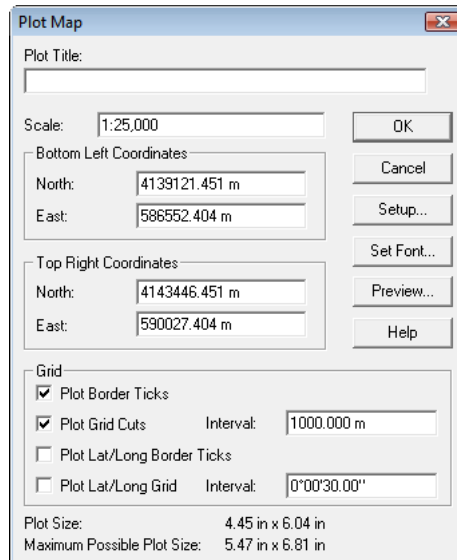 Plot Map
Plot Title:
Scale: 1:25,000 OK
Bottom Left Coordinates Cancel
North: 4139121.451 m
East: 586552.404 m Setup...
Top Right Coordinates Set Font...
North: 4143446.451 m Preview...
East: 590027.404 m Help
Grid
Plot Border Ticks
Plot Grid Cuts Interval: 1000.000 m
Plot Lat/Long Border Ticks
Plot Lat/Long Grid Interval: 0°00'30.00"
Plot Size: 4.45 in x 6.04 in
Maximum Possible Plot Size: 5.47 in x 6.81 in